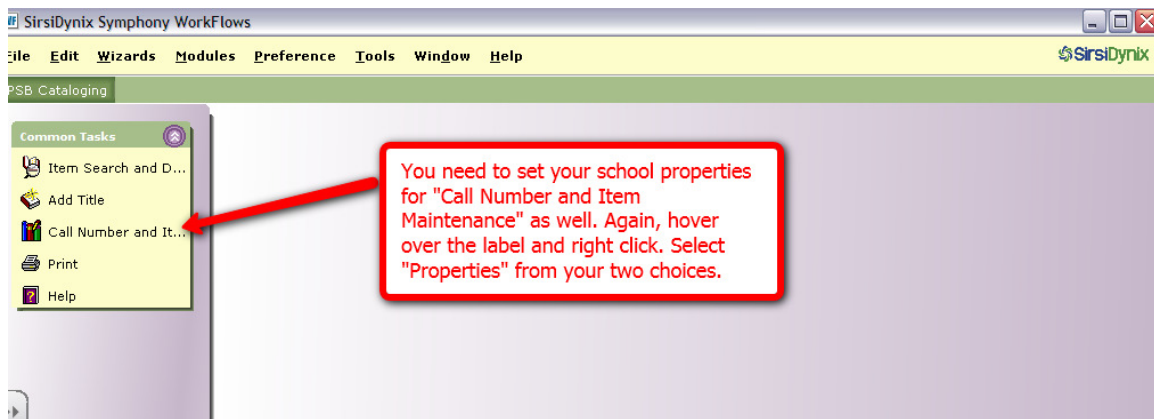 SirsiDynix Symphony WorkFlows
File Edit Wizards Modules Preference Tools Window Help
SirsiDynix
PSB Cataloging
Common Tasks
Item Search and D...
Add Title
Call Number and It...
Print
Help
You need to set your school properties
for "Call Number and Item
Maintenance" as well. Again, hover
over the label and right click. Select
"Properties" from your two choices.